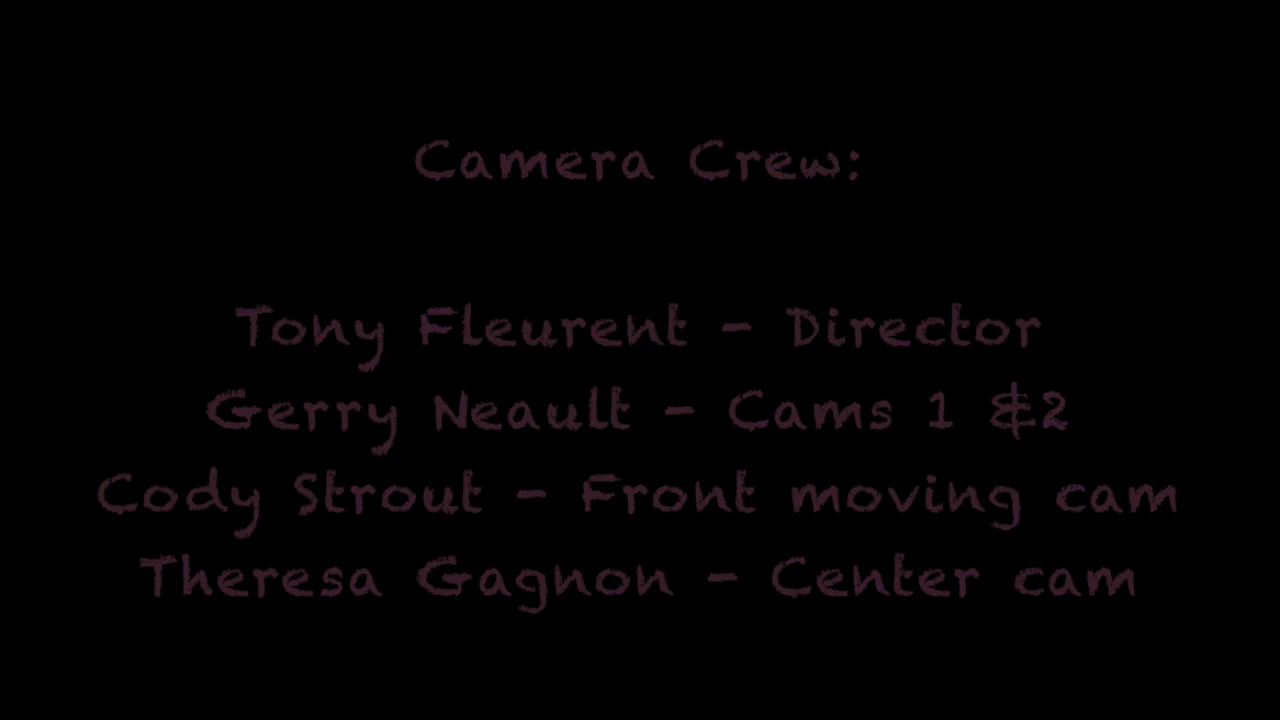 Camera Crew:
Tony Fleurent - Director
Gerry Neault - Cams 1 &2
Cody Strout - Front moving cam
Theresa Gagnon - Center cam